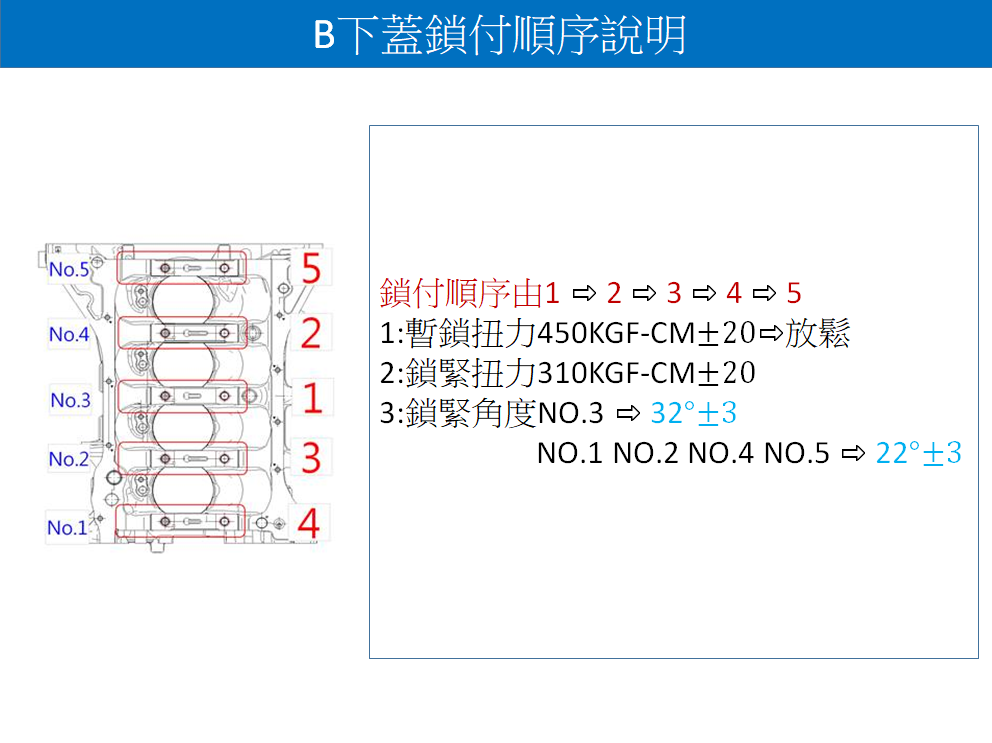 B下蓋鎖付順序說明
No.5
5
No.4
2
No.3
1
No.2
3
No.1
4
鎖付順序由1 ⇨ 2 ⇨ 3 ⇨ 4 ⇨ 5
1:暫鎖扭力450KGF-CM±20⇨放鬆
2:鎖緊扭力310KGF-CM±20
3:鎖緊角度NO.3 ⇨ 32°±3
NO.1 NO.2 NO.4 NO.5 ⇨ 22°±3